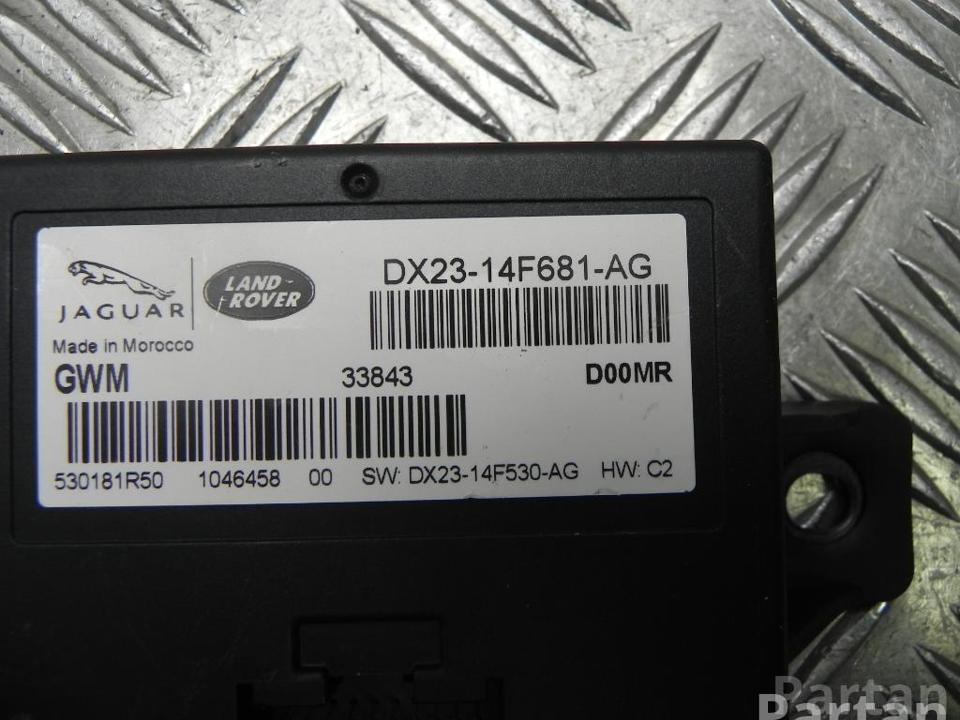 DX23-14F681-AG
JAGUAR
LAND ROVER
Made in Morocco
GWM 33843 D00MR
530181R50 1046458 00 SW: DX23-14F530-AG HW: C2
Partan
Partan